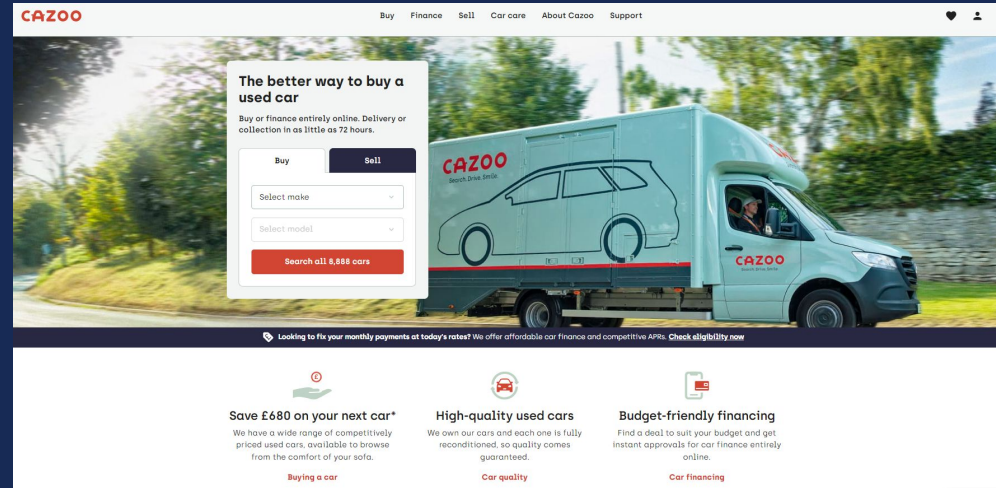 CAZOO
Buy Finance Sell Car care About Cazoo Support
The better way to buy a
used car
Buy or finance entirely online. Delivery or
collection in as little as 72 hours.
Buy Sell
Select make
Select model
Search all 8,888 cars
CAZOO
Search. Drive. Smile.
CAZOO
Search. Drive. Smile.
Looking to fix your monthly payments at today's rates? We offer affordable car finance and competitive APRs. Check eligibility now
Save £680 on your next car*
We have a wide range of competitively
priced used cars, available to browse
from the comfort of your sofa.
Buying a car
High-quality used cars
We own our cars and each one is fully
reconditioned, so quality comes
guaranteed.
Car quality
Budget-friendly financing
Find a deal to suit your budget and get
instant approvals for car finance entirely
online.
Car financing